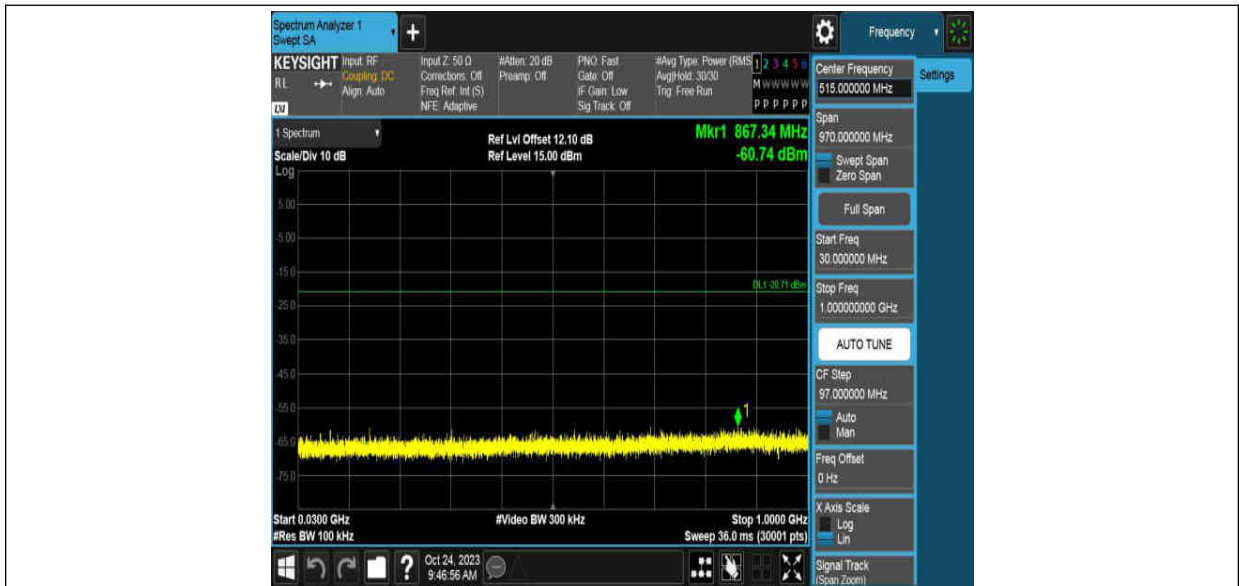 Spectrum Analyzer 1
Swept SA
Frequency
KEYSIGHT
RL
LXI
Input: RF
Coupling: DC
Align: Auto
Input Z: 50 Ω
Corrections: Off
Freq Ref: Int (S)
NFE: Adaptive
#Atten: 20 dB
Preamp: Off
PNO: Fast
Gate: Off
IF Gain: Low
Sig Track: Off
#Avg Type: Power (RMS
Avg|Hold: 30/30
Trig: Free Run
1 2 3 4 5 6
M W W W W W
P P P P P P
Center Frequency
515.000000 MHz
Settings
1 Spectrum
Scale/Div 10 dB
Log
Ref Lvl Offset 12.10 dB
Ref Level 15.00 dBm
Mkr1 867.34 MHz
-60.74 dBm
Span
970.000000 MHz
Swept Span
Zero Span
Full Span
5.00
-5.00
-15.0
-25.0
-35.0
-45.0
-55.0
-65.0
-75.0
DL1 -20.71 dBm
1
Start Freq
30.000000 MHz
Stop Freq
1.000000000 GHz
AUTO TUNE
CF Step
97.000000 MHz
Auto
Man
Freq Offset
0 Hz
X Axis Scale
Log
Lin
Signal Track
(Span Zoom)
Start 0.0300 GHz
#Res BW 100 kHz
#Video BW 300 kHz
Stop 1.0000 GHz
Sweep 36.0 ms (30001 pts)
?
Oct 24, 2023
9:46:56 AM